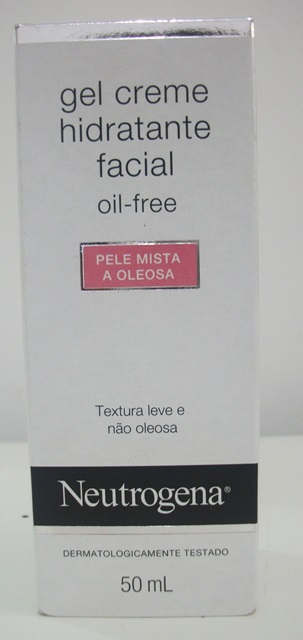 gel creme
hidratante
facial
oil-free
PELE MISTA
A OLEOSA
Textura leve e
não oleosa
Neutrogena®
DERMATOLOGICAMENTE TESTADO
50 mL